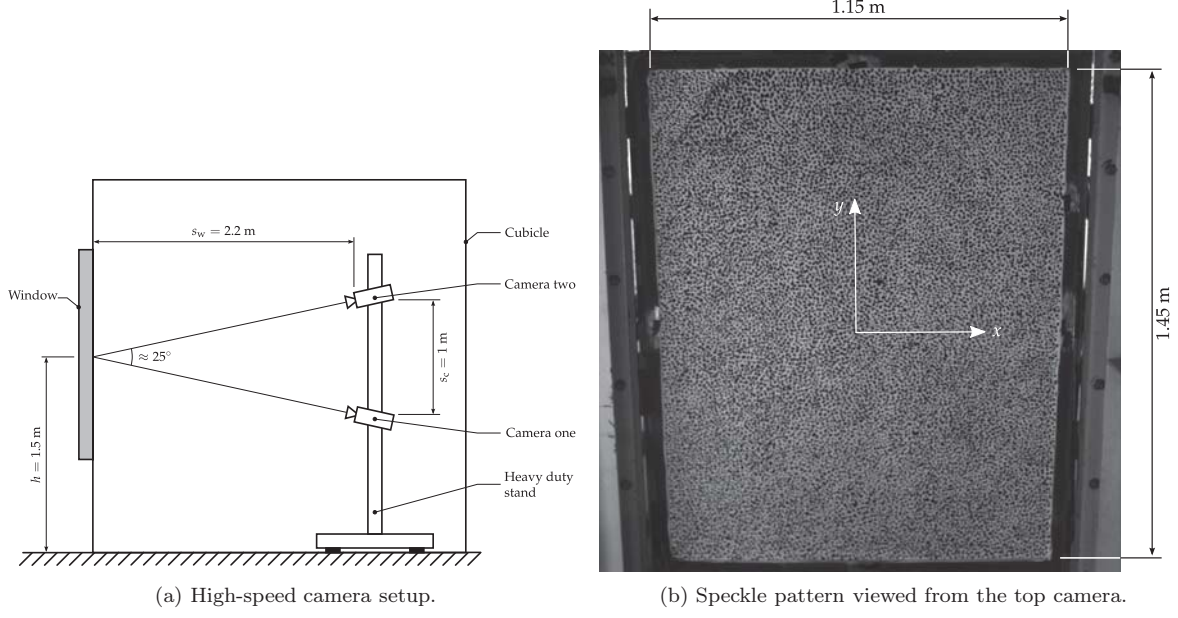 1.15 m
s_w = 2.2 m
Cubicle
Window
Camera two
≈ 25°
s_c = 1 m
h = 1.5 m
Camera one
Heavy duty
stand
y
x
1.45 m
(a) High-speed camera setup.
(b) Speckle pattern viewed from the top camera.